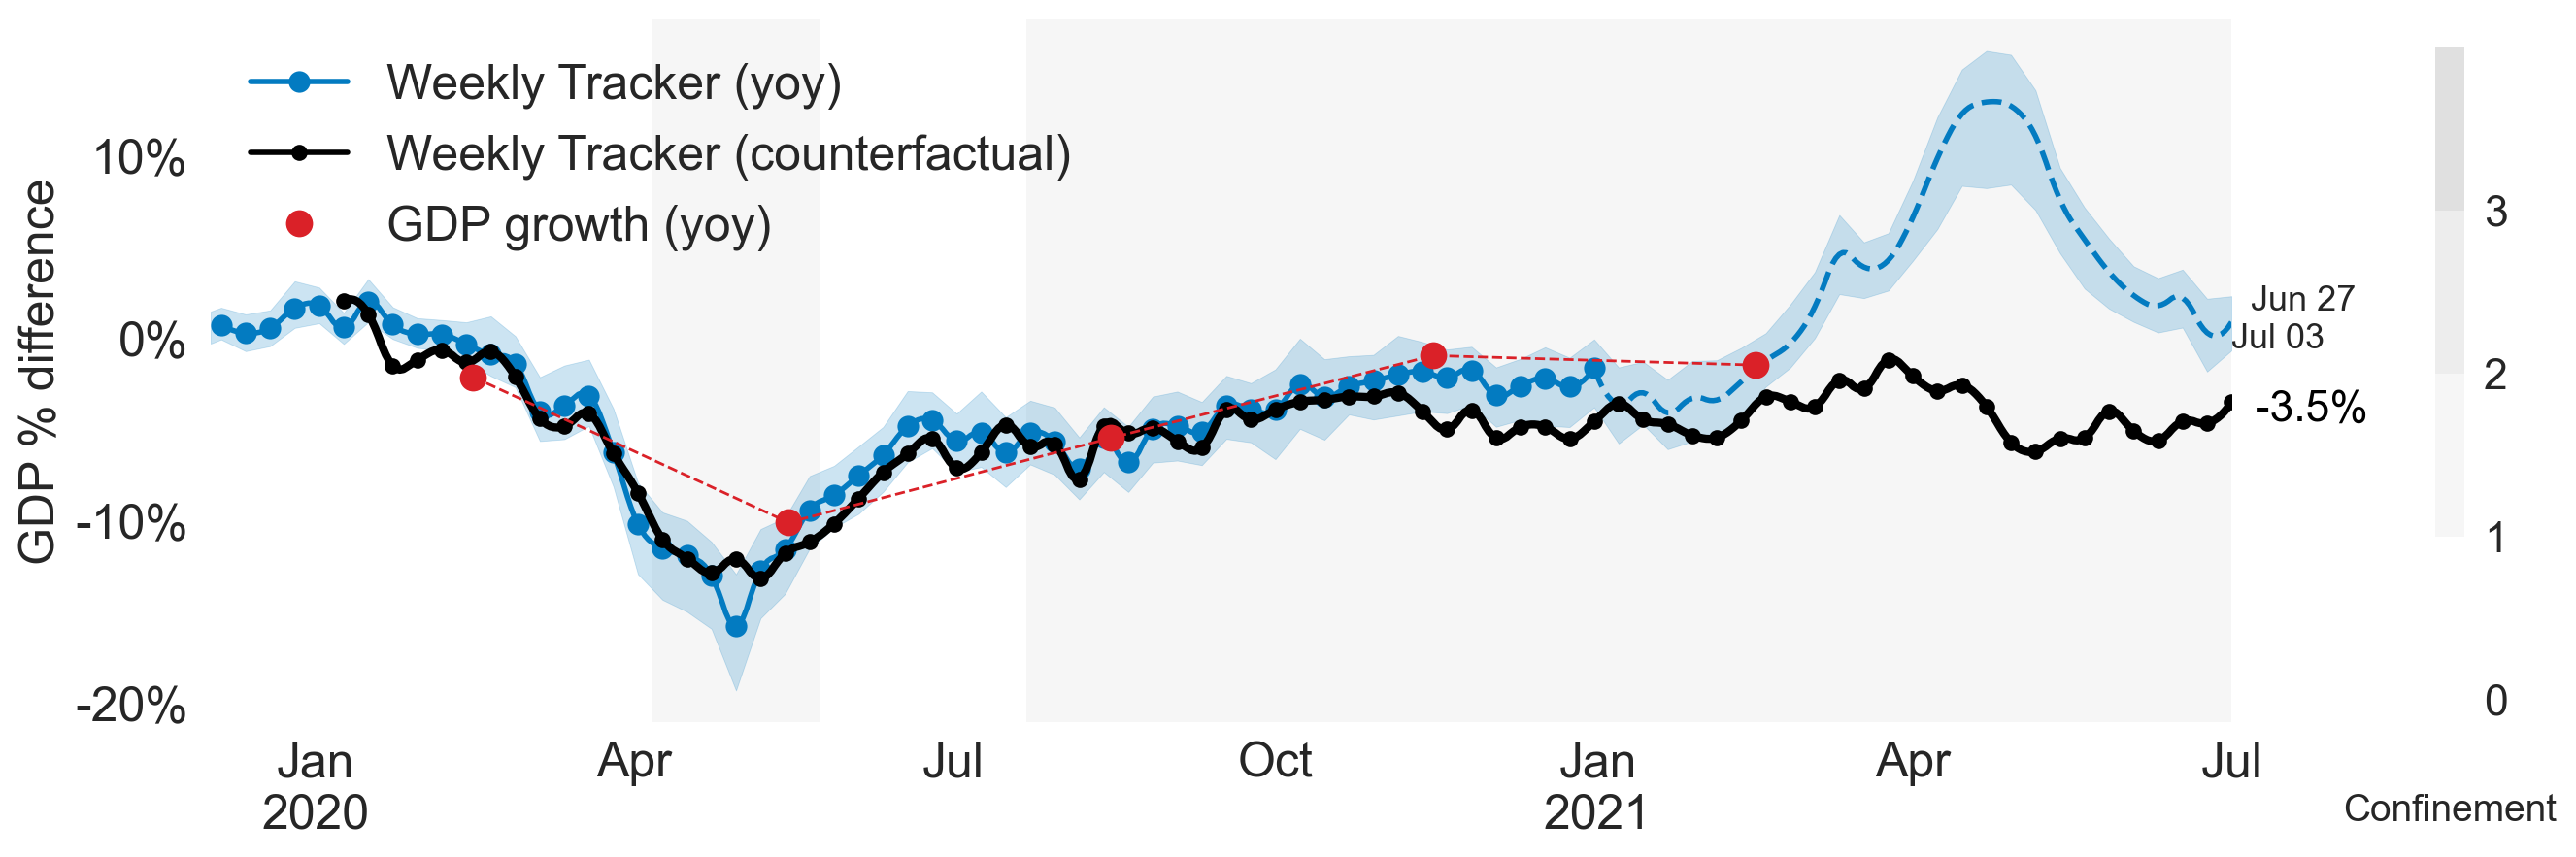 Weekly Tracker (yoy)
Weekly Tracker (counterfactual)
GDP growth (yoy)
GDP % difference
10%
0%
-10%
-20%
Jan
2020
Apr
Jul
Oct
Jan
2021
Apr
Jul
Jun 27
Jul 03
-3.5%
3
2
1
0
Confinement